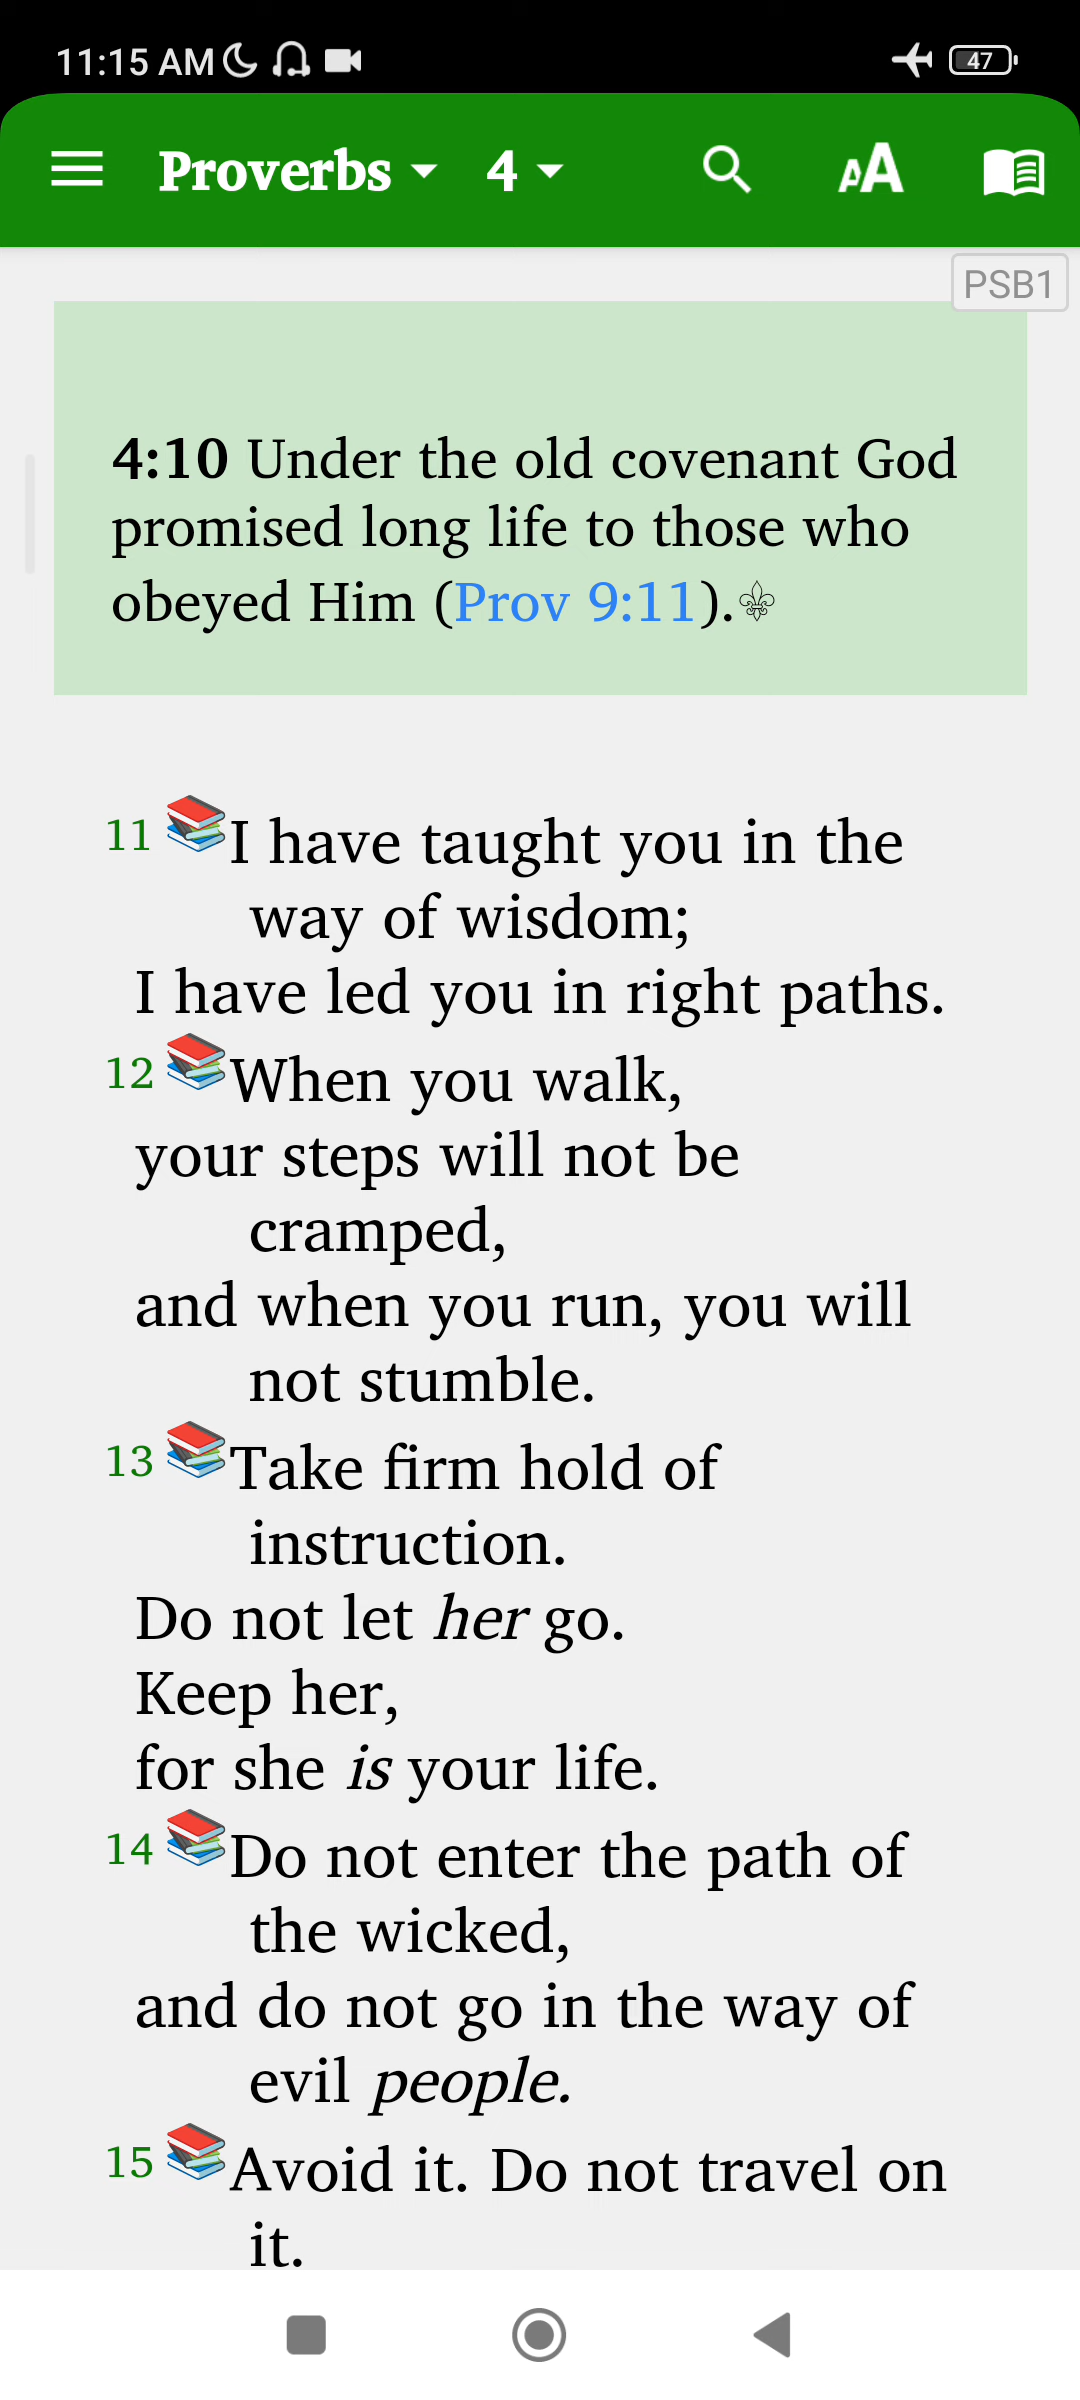 11:15 AM
47
Proverbs 4 AA
PSB1
4:10 Under the old covenant God
promised long life to those who
obeyed Him (Prov 9:11).⚜
11 📚I have taught you in the
way of wisdom;
I have led you in right paths.
12 📚When you walk,
your steps will not be
cramped,
and when you run, you will
not stumble.
13 📚Take firm hold of
instruction.
Do not let her go.
Keep her,
for she is your life.
14 📚Do not enter the path of
the wicked,
and do not go in the way of
evil people.
15 📚Avoid it. Do not travel on
it.